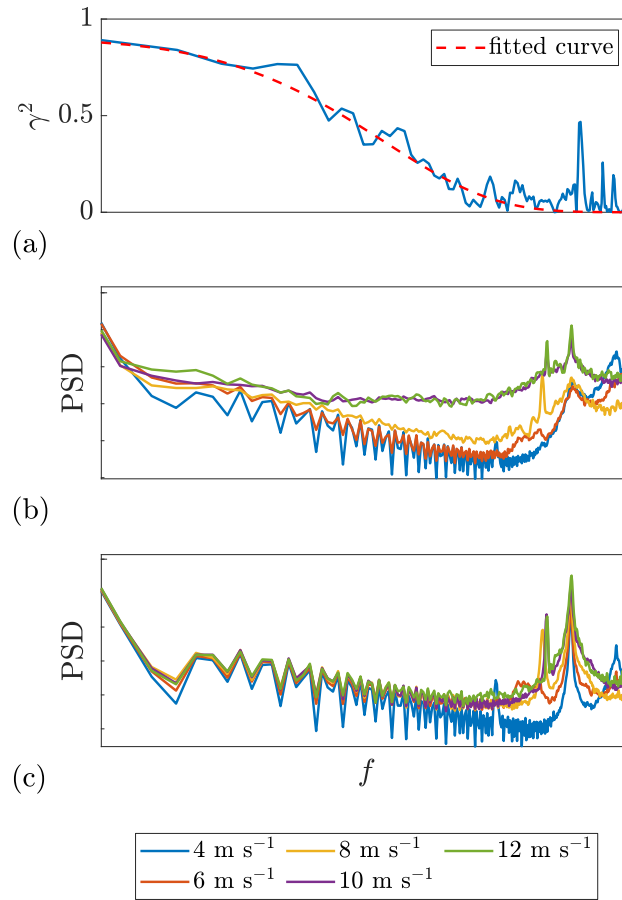 1
fitted curve
γ²
0.5
0
(a)
PSD
(b)
PSD
(c)
f
4 m s⁻¹ 8 m s⁻¹ 12 m s⁻¹
6 m s⁻¹ 10 m s⁻¹